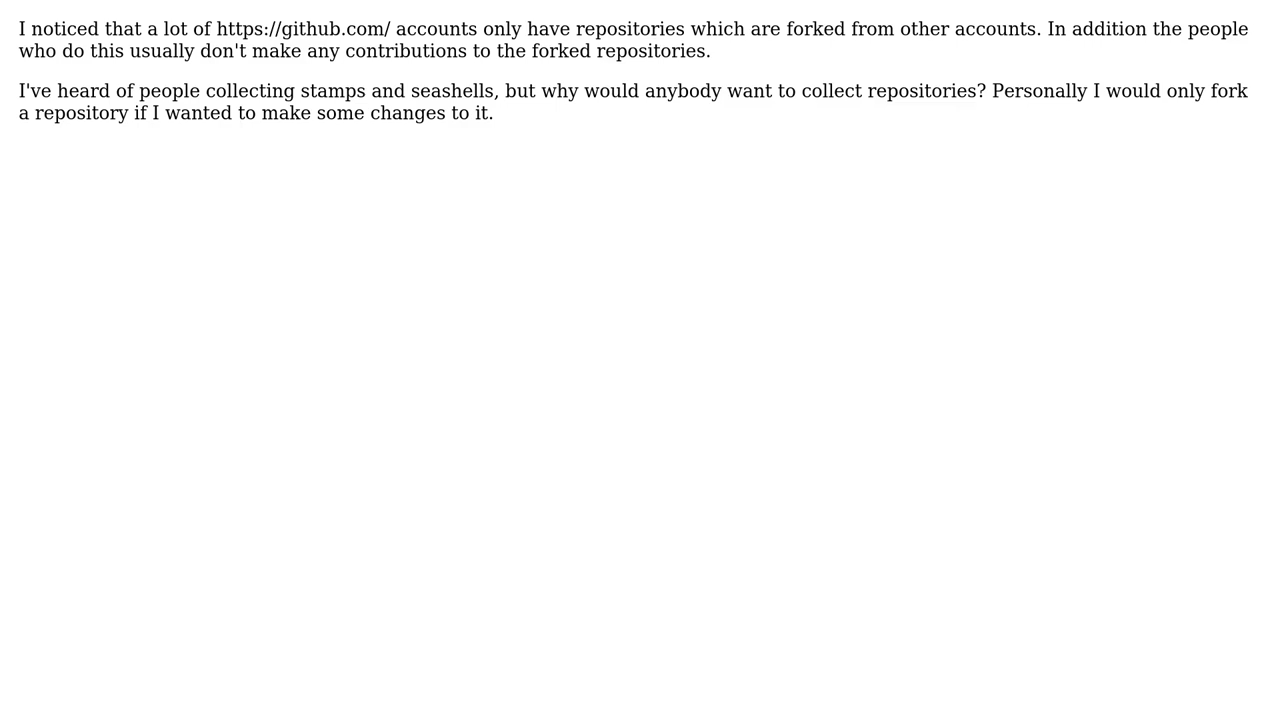 I noticed that a lot of https://github.com/ accounts only have repositories which are forked from other accounts. In addition the people
who do this usually don't make any contributions to the forked repositories.
I've heard of people collecting stamps and seashells, but why would anybody want to collect repositories? Personally I would only fork
a repository if I wanted to make some changes to it.